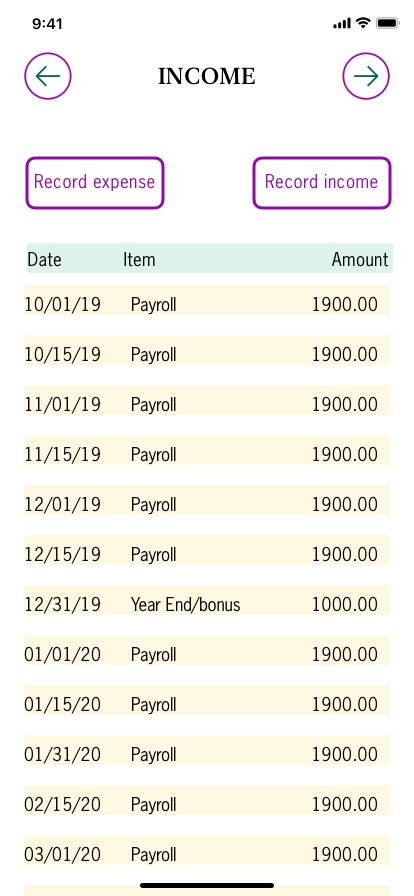 9:41
INCOME
Record expense Record income
Date Item Amount
10/01/19 Payroll 1900.00
10/15/19 Payroll 1900.00
11/01/19 Payroll 1900.00
11/15/19 Payroll 1900.00
12/01/19 Payroll 1900.00
12/15/19 Payroll 1900.00
12/31/19 Year End/bonus 1000.00
01/01/20 Payroll 1900.00
01/15/20 Payroll 1900.00
01/31/20 Payroll 1900.00
02/15/20 Payroll 1900.00
03/01/20 Payroll 1900.00